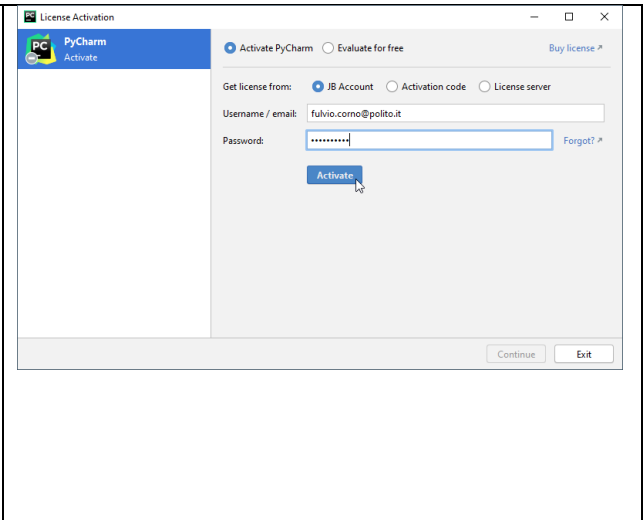 PC License Activation
PC PyCharm
Activate
Activate PyCharm Evaluate for free Buy license
Get license from: JB Account Activation code License server
Username / email: fulvio.corno@polito.it
Password: •••••••••• Forgot?
Activate
Continue Exit